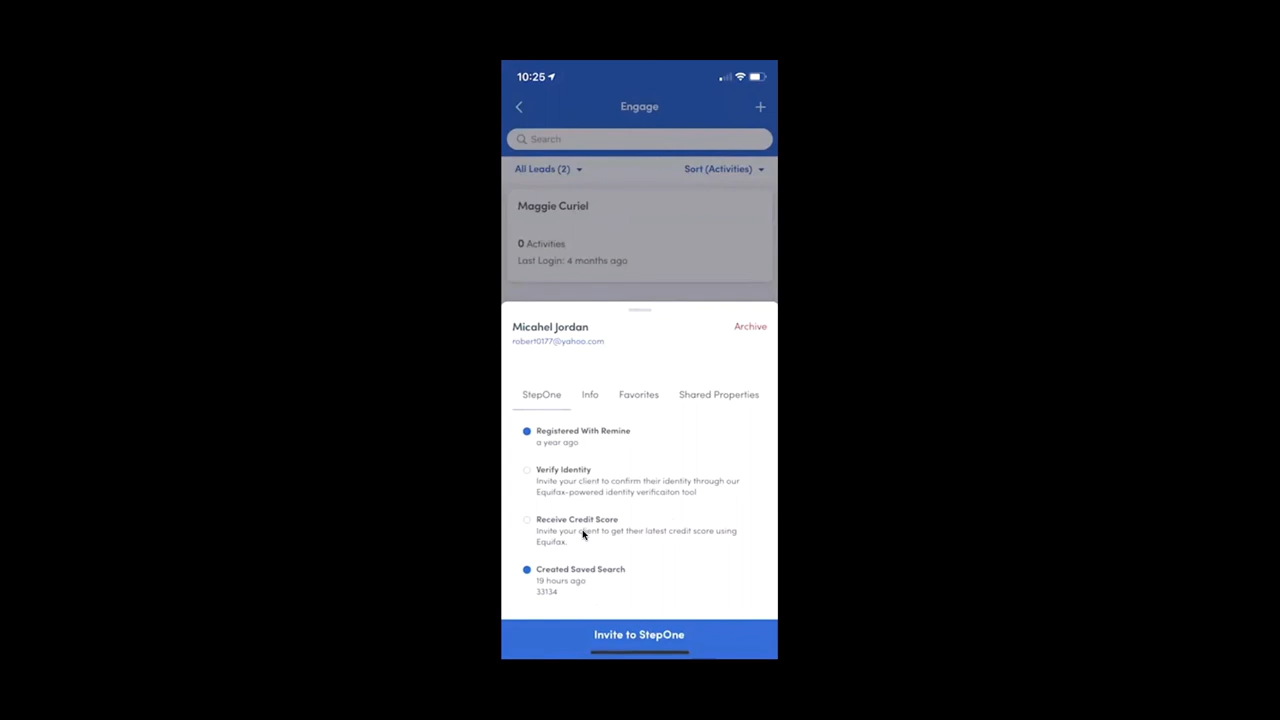 10:25
Engage
Search
All Leads (2)
Sort (Activities)
Maggie Curiel
0 Activities
Last Login: 4 months ago
Micahel Jordan
Archive
robert0177@yahoo.com
StepOne
Info
Favorites
Shared Properties
Registered With Remine
a year ago
Verify Identity
Invite your client to confirm their identity through our
Equifax-powered identity verificaiton tool
Receive Credit Score
Invite your client to get their latest credit score using
Equifax.
Created Saved Search
19 hours ago
33134
Invite to StepOne